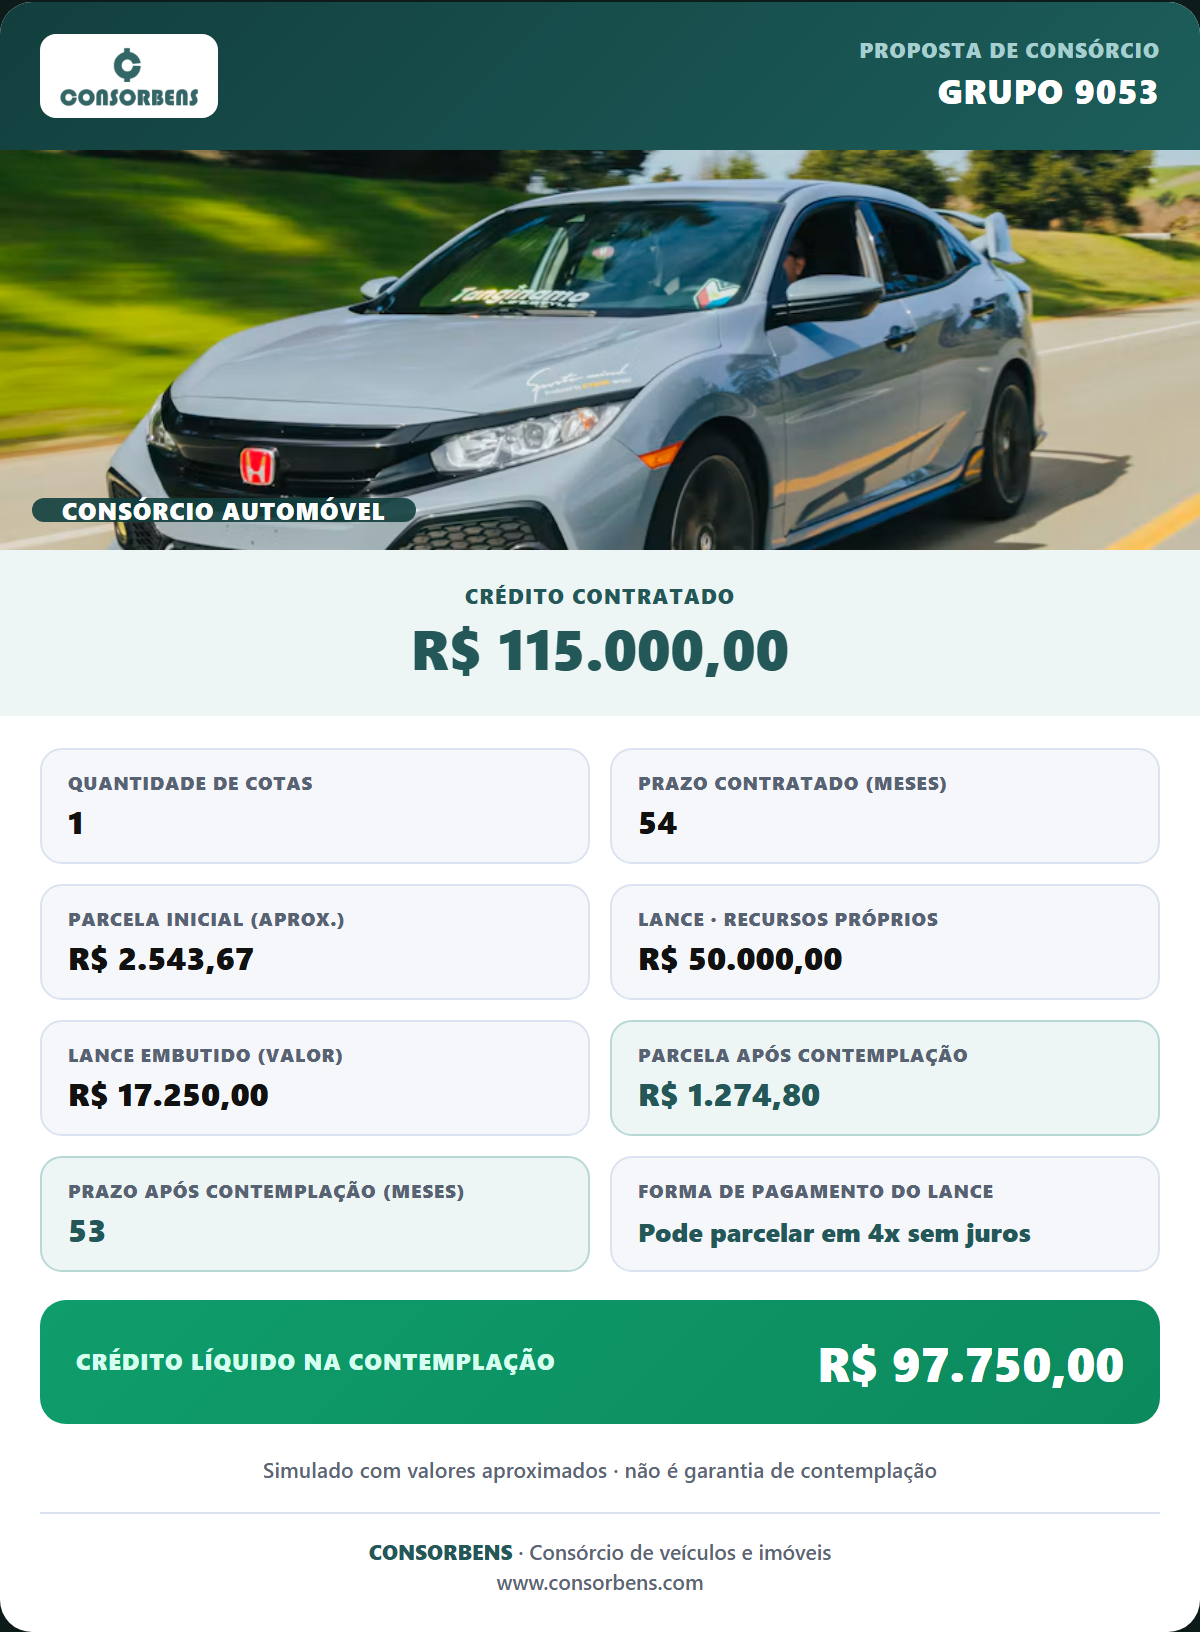 CONSORBENS
PROPOSTA DE CONSÓRCIO
GRUPO 9053
Tanginamo
CONSÓRCIO AUTOMÓVEL
CRÉDITO CONTRATADO
R$ 115.000,00
QUANTIDADE DE COTAS
1
PRAZO CONTRATADO (MESES)
54
PARCELA INICIAL (APROX.)
R$ 2.543,67
LANCE · RECURSOS PRÓPRIOS
R$ 50.000,00
LANCE EMBUTIDO (VALOR)
R$ 17.250,00
PARCELA APÓS CONTEMPLAÇÃO
R$ 1.274,80
PRAZO APÓS CONTEMPLAÇÃO (MESES)
53
FORMA DE PAGAMENTO DO LANCE
Pode parcelar em 4x sem juros
CRÉDITO LÍQUIDO NA CONTEMPLAÇÃO
R$ 97.750,00
Simulado com valores aproximados · não é garantia de contemplação
CONSORBENS · Consórcio de veículos e imóveis
www.consorbens.com